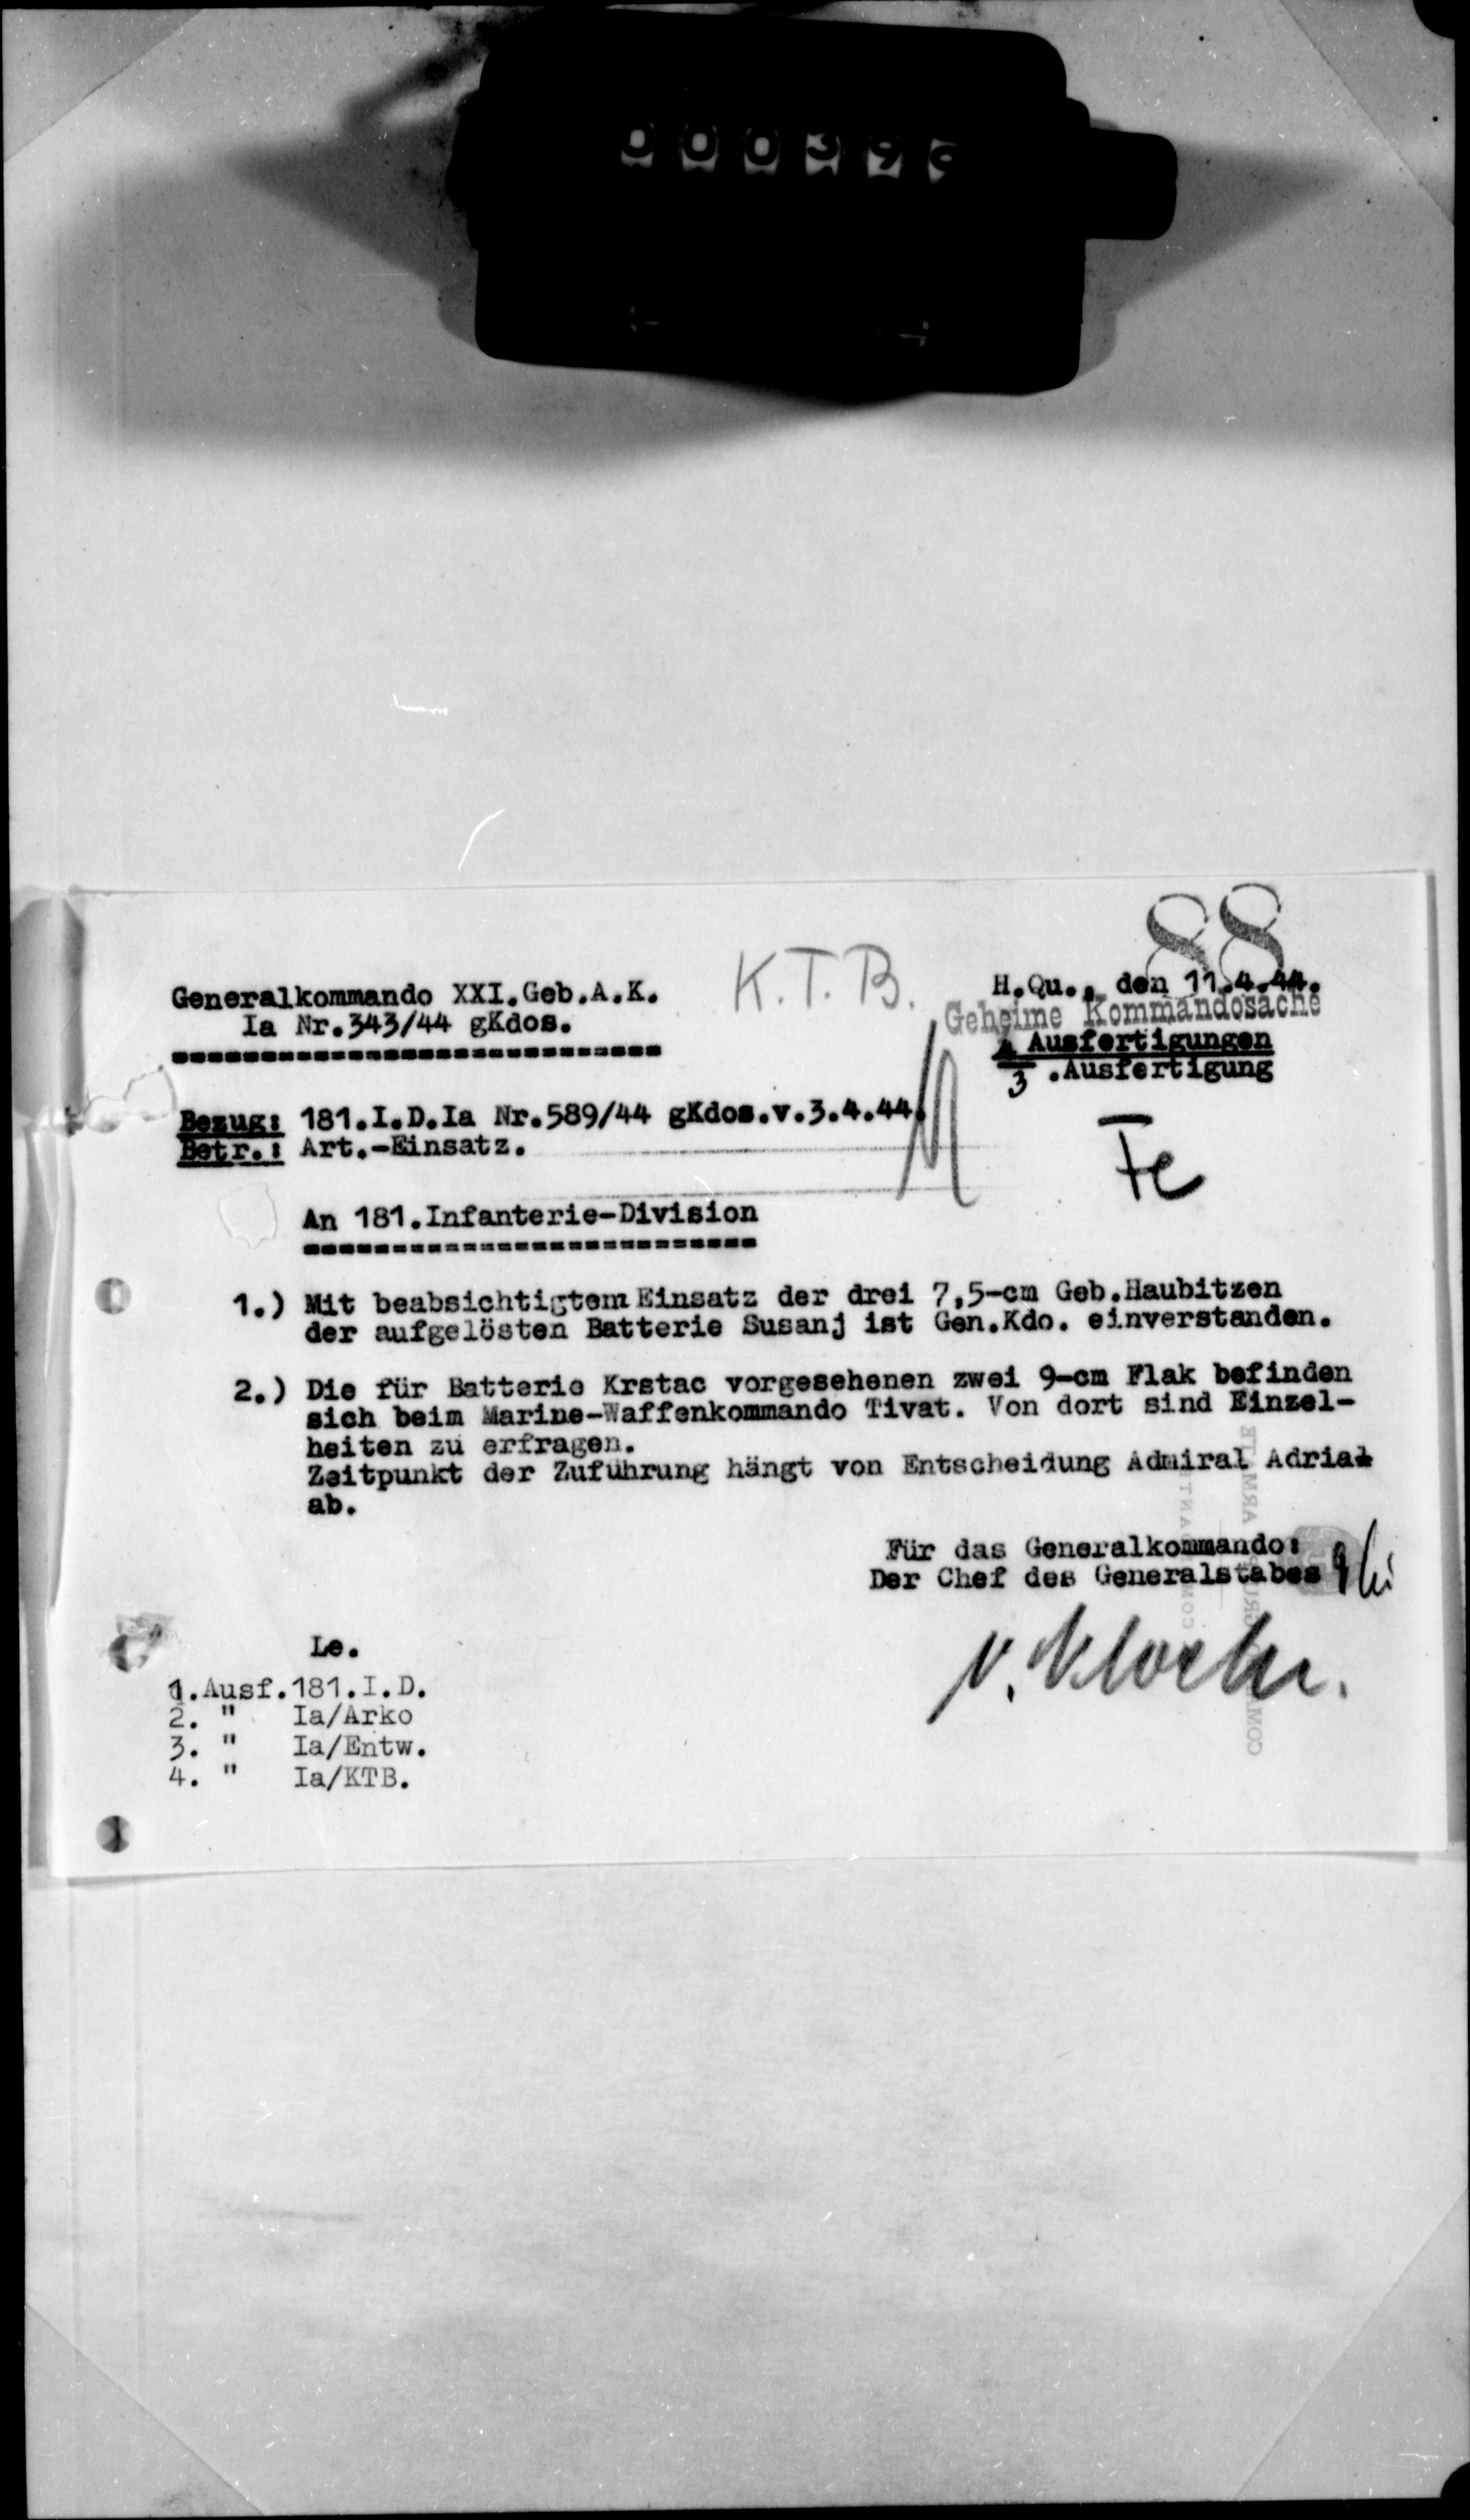 88
K.T.B.
Generalkommando XXI.Geb.A.K.
Ia Nr.343/44 gKdos.
H.Qu., den 11.4.44.
Geheime Kommandosache
4 Ausfertigungen
3 .Ausfertigung
Bezug: 181.I.D.Ia Nr.589/44 gKdos.v.3.4.44.
Betr.: Art.-Einsatz.
Fe
An 181.Infanterie-Division
1.) Mit beabsichtigtem Einsatz der drei 7,5-cm Geb.Haubitzen
der aufgelösten Batterie Susanj ist Gen.Kdo. einverstanden.
2.) Die für Batterie Krstac vorgesehenen zwei 9-cm Flak befinden
sich beim Marine-Waffenkommando Tivat. Von dort sind Einzel-
heiten zu erfragen.
Zeitpunkt der Zuführung hängt von Entscheidung Admiral Adria
ab.
Für das Generalkommando:
Der Chef des Generalstabes
Le.
1.Ausf.181.I.D.
2. " Ia/Arko
3. " Ia/Entw.
4. " Ia/KTB.